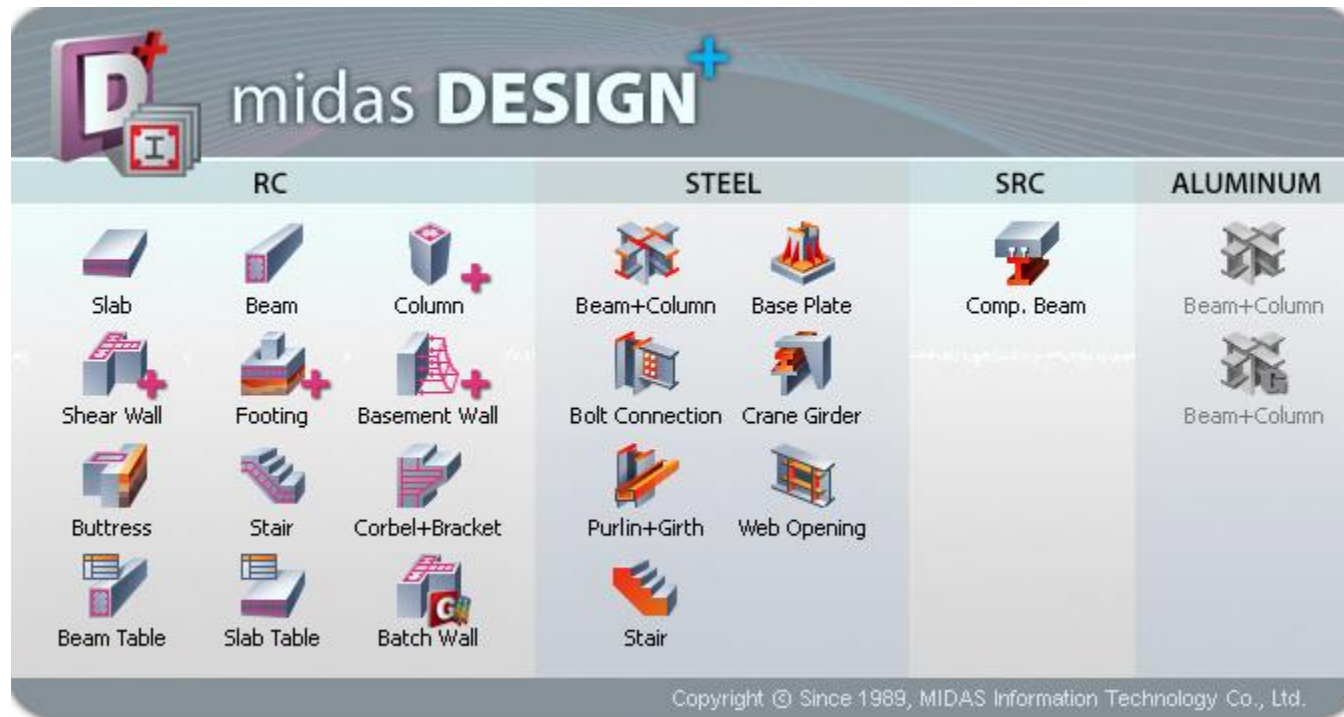 midas DESIGN+
RC STEEL SRC ALUMINUM
Slab Beam Column Beam+Column Base Plate Comp. Beam Beam+Column
Shear Wall Footing Basement Wall Bolt Connection Crane Girder Beam+Column
Buttress Stair Corbel+Bracket Purlin+Girth Web Opening
Beam Table Slab Table Batch Wall Stair
Copyright © Since 1989, MIDAS Information Technology Co., Ltd.